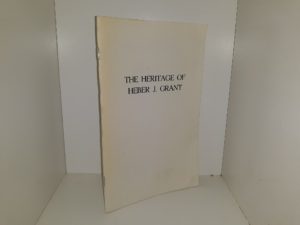 THE HERITAGE OF
HEBER J. GRANT